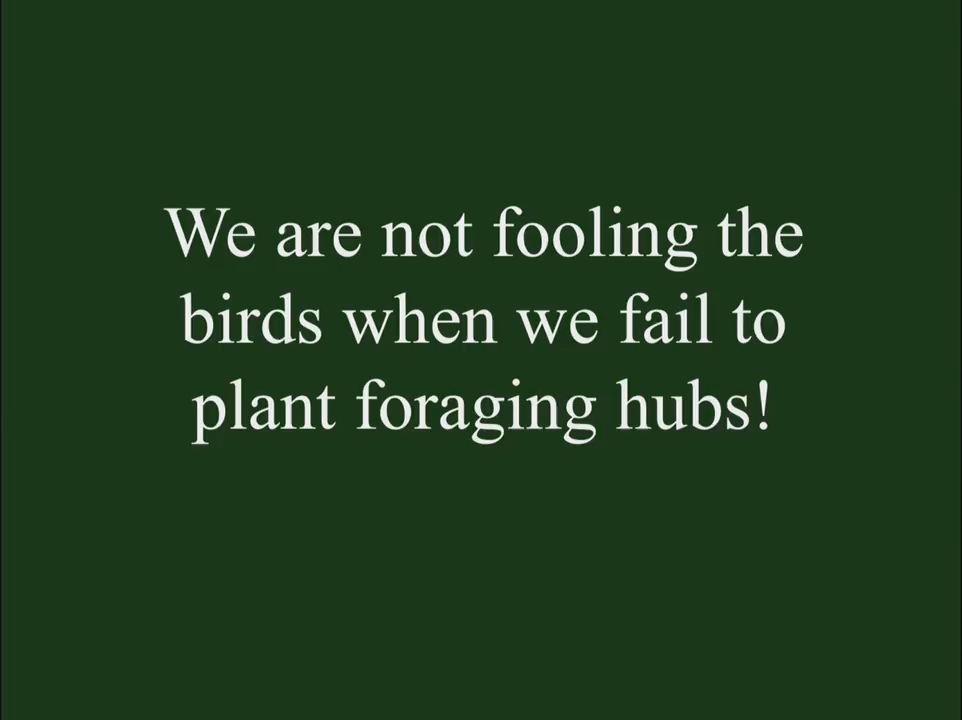 We are not fooling the
birds when we fail to
plant foraging hubs!